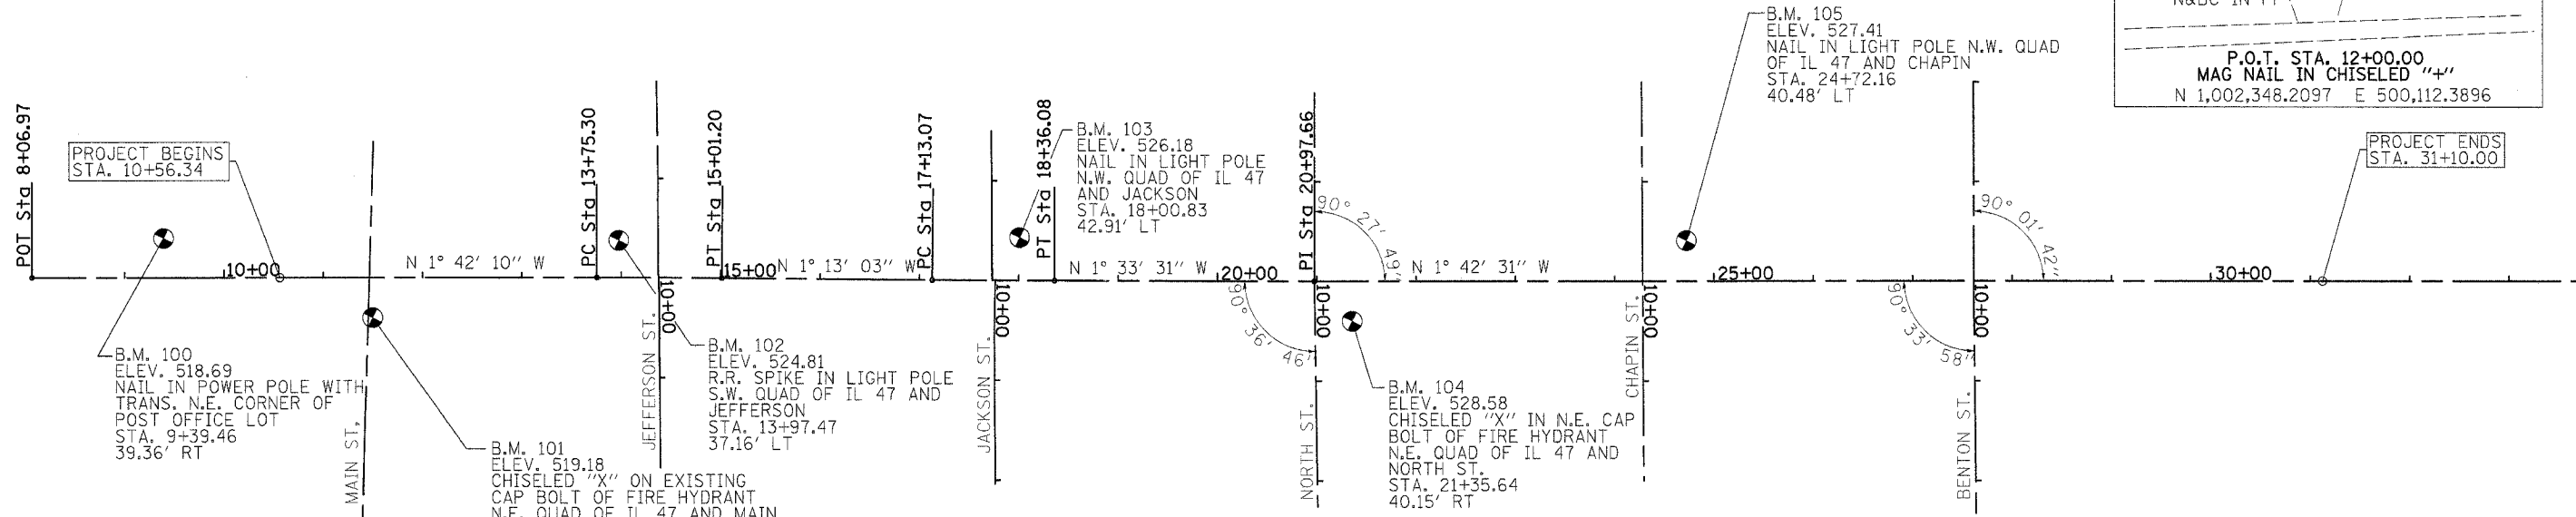 POT Sta 8+06.97
PROJECT BEGINS
STA. 10+56.34
10+00
B.M. 100
ELEV. 518.69
NAIL IN POWER POLE WITH
TRANS. N.E. CORNER OF
POST OFFICE LOT
STA. 9+39.46
39.36' RT
MAIN ST.
N 1° 42' 10" W
B.M. 101
ELEV. 519.18
CHISELED "X" ON EXISTING
CAP BOLT OF FIRE HYDRANT
N.E. QUAD OF IL 47 AND MAIN
PC Sta 13+75.30
JEFFERSON ST.
10+00
B.M. 102
ELEV. 524.81
R.R. SPIKE IN LIGHT POLE
S.W. QUAD OF IL 47 AND
JEFFERSON
STA. 13+97.47
37.16' LT
PT Sta 15+01.20
15+00
N 1° 13' 03" W
PC Sta 17+13.07
JACKSON ST.
10+00
PT Sta 18+36.08
B.M. 103
ELEV. 526.18
NAIL IN LIGHT POLE
N.W. QUAD OF IL 47
AND JACKSON
STA. 18+00.83
42.91' LT
N 1° 33' 31" W
20+00
PI Sta 20+97.66
90° 27' 49"
90° 36' 46"
NORTH ST.
10+00
N 1° 42' 31" W
B.M. 104
ELEV. 528.58
CHISELED "X" IN N.E. CAP
BOLT OF FIRE HYDRANT
N.E. QUAD OF IL 47 AND
NORTH ST.
STA. 21+35.64
40.15' RT
CHAPIN ST.
10+00
B.M. 105
ELEV. 527.41
NAIL IN LIGHT POLE N.W. QUAD
OF IL 47 AND CHAPIN
STA. 24+72.16
40.48' LT
25+00
90° 01' 42"
90° 33' 58"
BENTON ST.
10+00
30+00
PROJECT ENDS
STA. 31+10.00
P.O.T. STA. 12+00.00
MAG NAIL IN CHISELED "+"
N 1,002,348.2097 E 500,112.3896